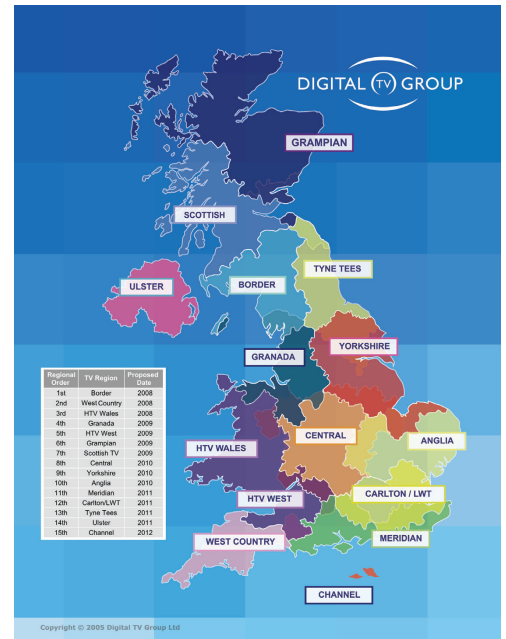 DIGITAL TV GROUP
GRAMPIAN
SCOTTISH
TYNE TEES
ULSTER
BORDER
YORKSHIRE
GRANADA
Regional Order TV Region Proposed Date
1st Border 2008
2nd West Country 2008
3rd HTV Wales 2008
4th Granada 2009
5th HTV West 2009
6th Grampian 2009
7th Scottish TV 2009
8th Central 2010
9th Yorkshire 2010
10th Anglia 2010
11th Meridian 2011
12th Carlton/LWT 2011
13th Tyne Tees 2011
14th Ulster 2011
15th Channel 2012
CENTRAL
ANGLIA
HTV WALES
CARLTON / LWT
HTV WEST
WEST COUNTRY
MERIDIAN
CHANNEL
Copyright © 2005 Digital TV Group Ltd